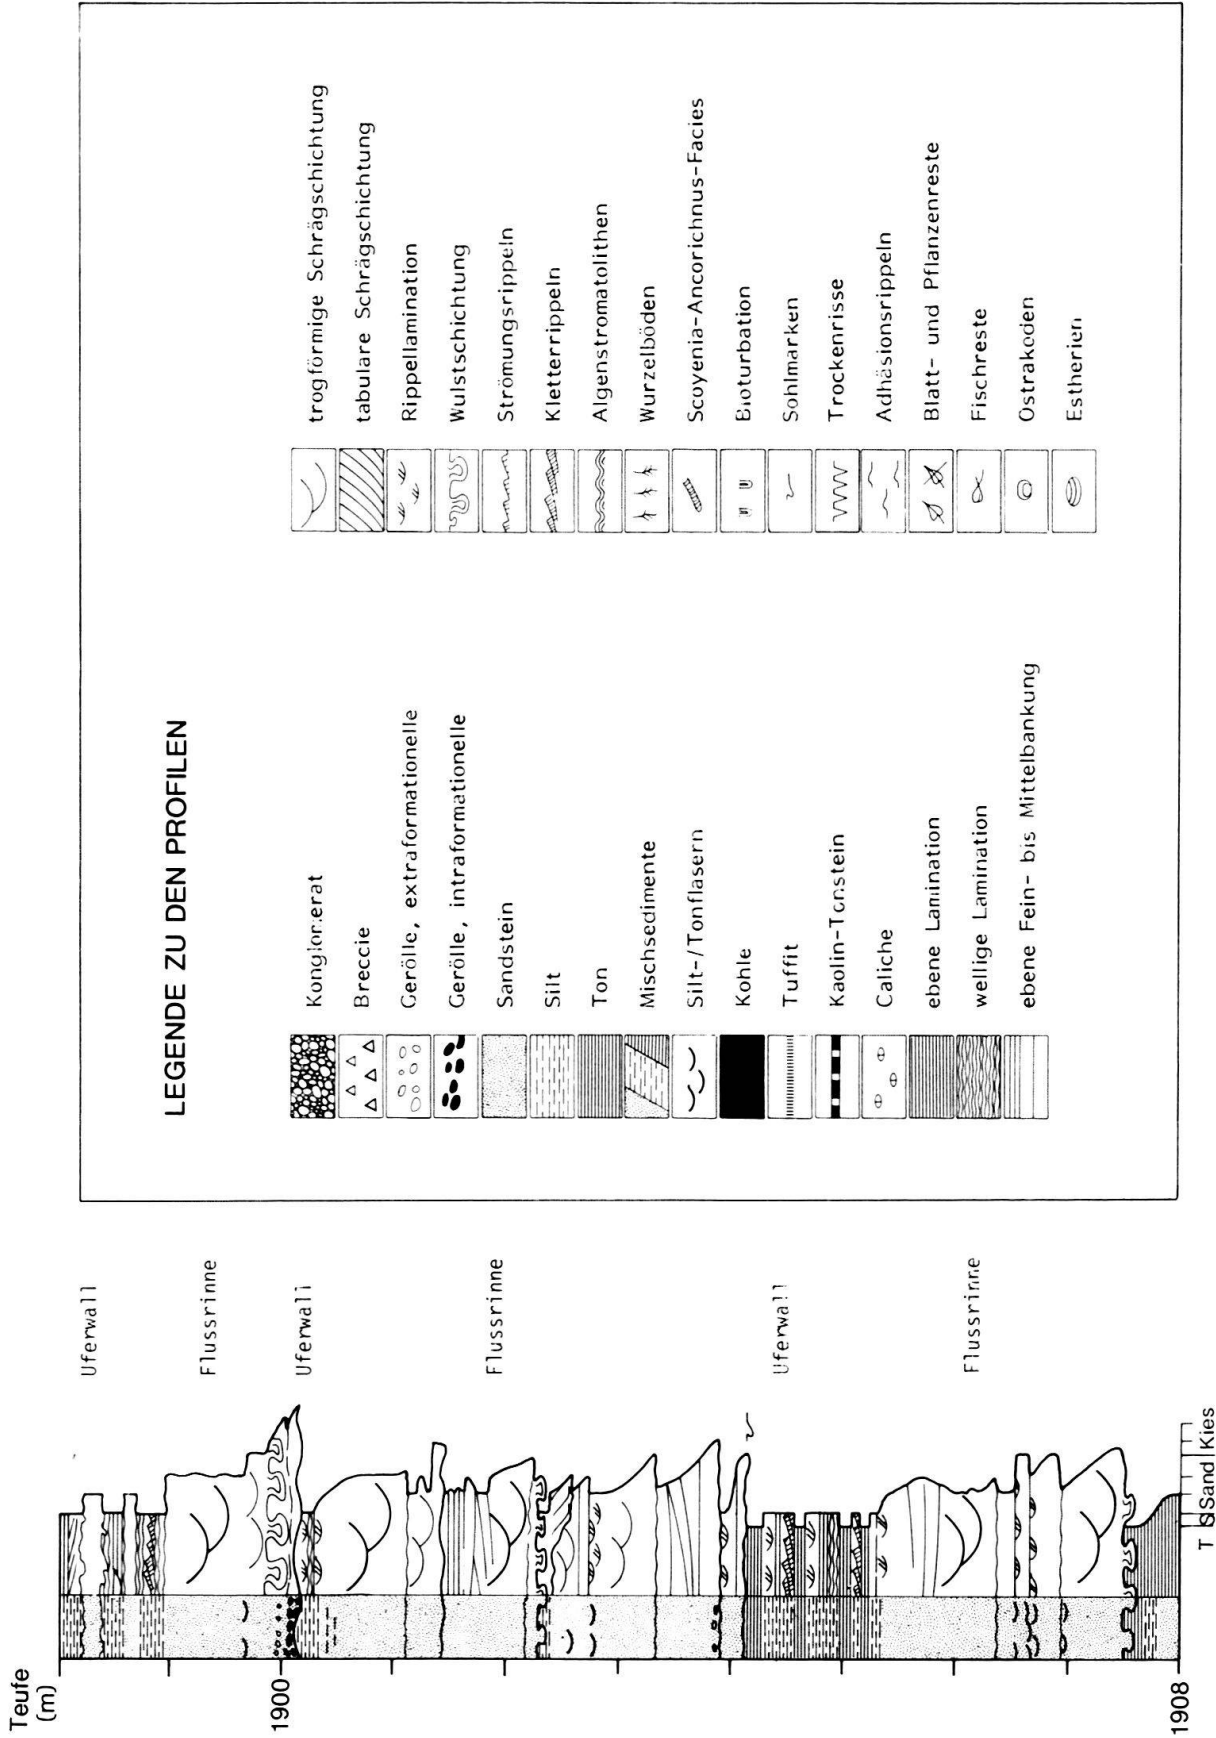 LEGENDE ZU DEN PROFILEN
Konglomerat
Breccie
Gerölle, extraformationelle
Gerölle, intraformationelle
Sandstein
Silt
Ton
Mischsedimente
Silt-/Tonflasern
Kohle
Tuffit
Kaolin-Tonstein
Caliche
ebene Lamination
wellige Lamination
ebene Fein- bis Mittelbankung
trogförmige Schrägschichtung
tabulare Schrägschichtung
Rippellamination
Wulstschichtung
Strömungsrippeln
Kletterrippeln
Algenstromatolithen
Wurzelböden
Scoyenia-Ancorichnus-Facies
Bioturbation
Sohlmarken
Trockenrisse
Adhäsionsrippeln
Blatt- und Pflanzenreste
Fischreste
Ostrakoden
Estherien
Teufe
(m)
1900
1908
Uferwall
Flussrinne
Uferwall
Flussrinne
Uferwall
Flussrinne
T S Sand Kies